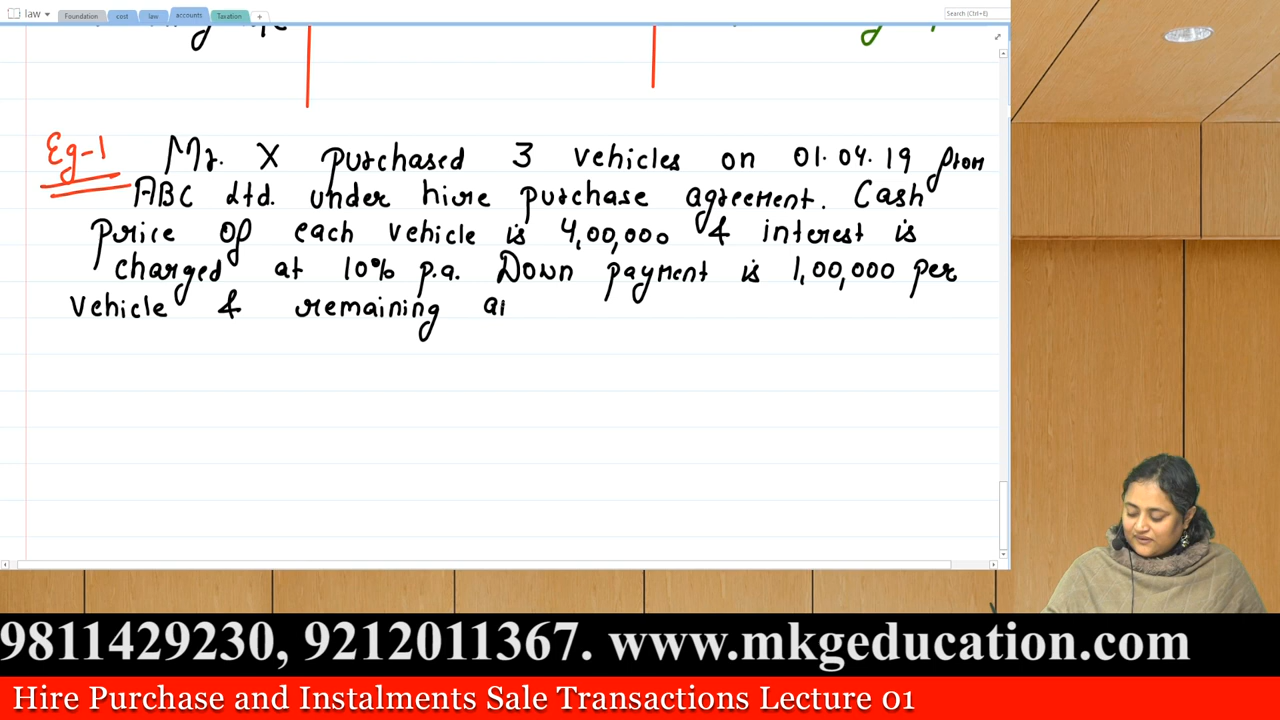 law
Foundation
cost
law
accounts
Taxation
Search (Ctrl+E)
Eg-1 Mr. X purchased 3 vehicles on 01.04.19 from
ABC Ltd. under hire purchase agreement. Cash
Price of each vehicle is 4,00,000 & interest is
charged at 10% p.a. Down payment is 1,00,000 per
vehicle & remaining
9811429230, 9212011367. www.mkgeducation.com
Hire Purchase and Instalments Sale Transactions Lecture 01